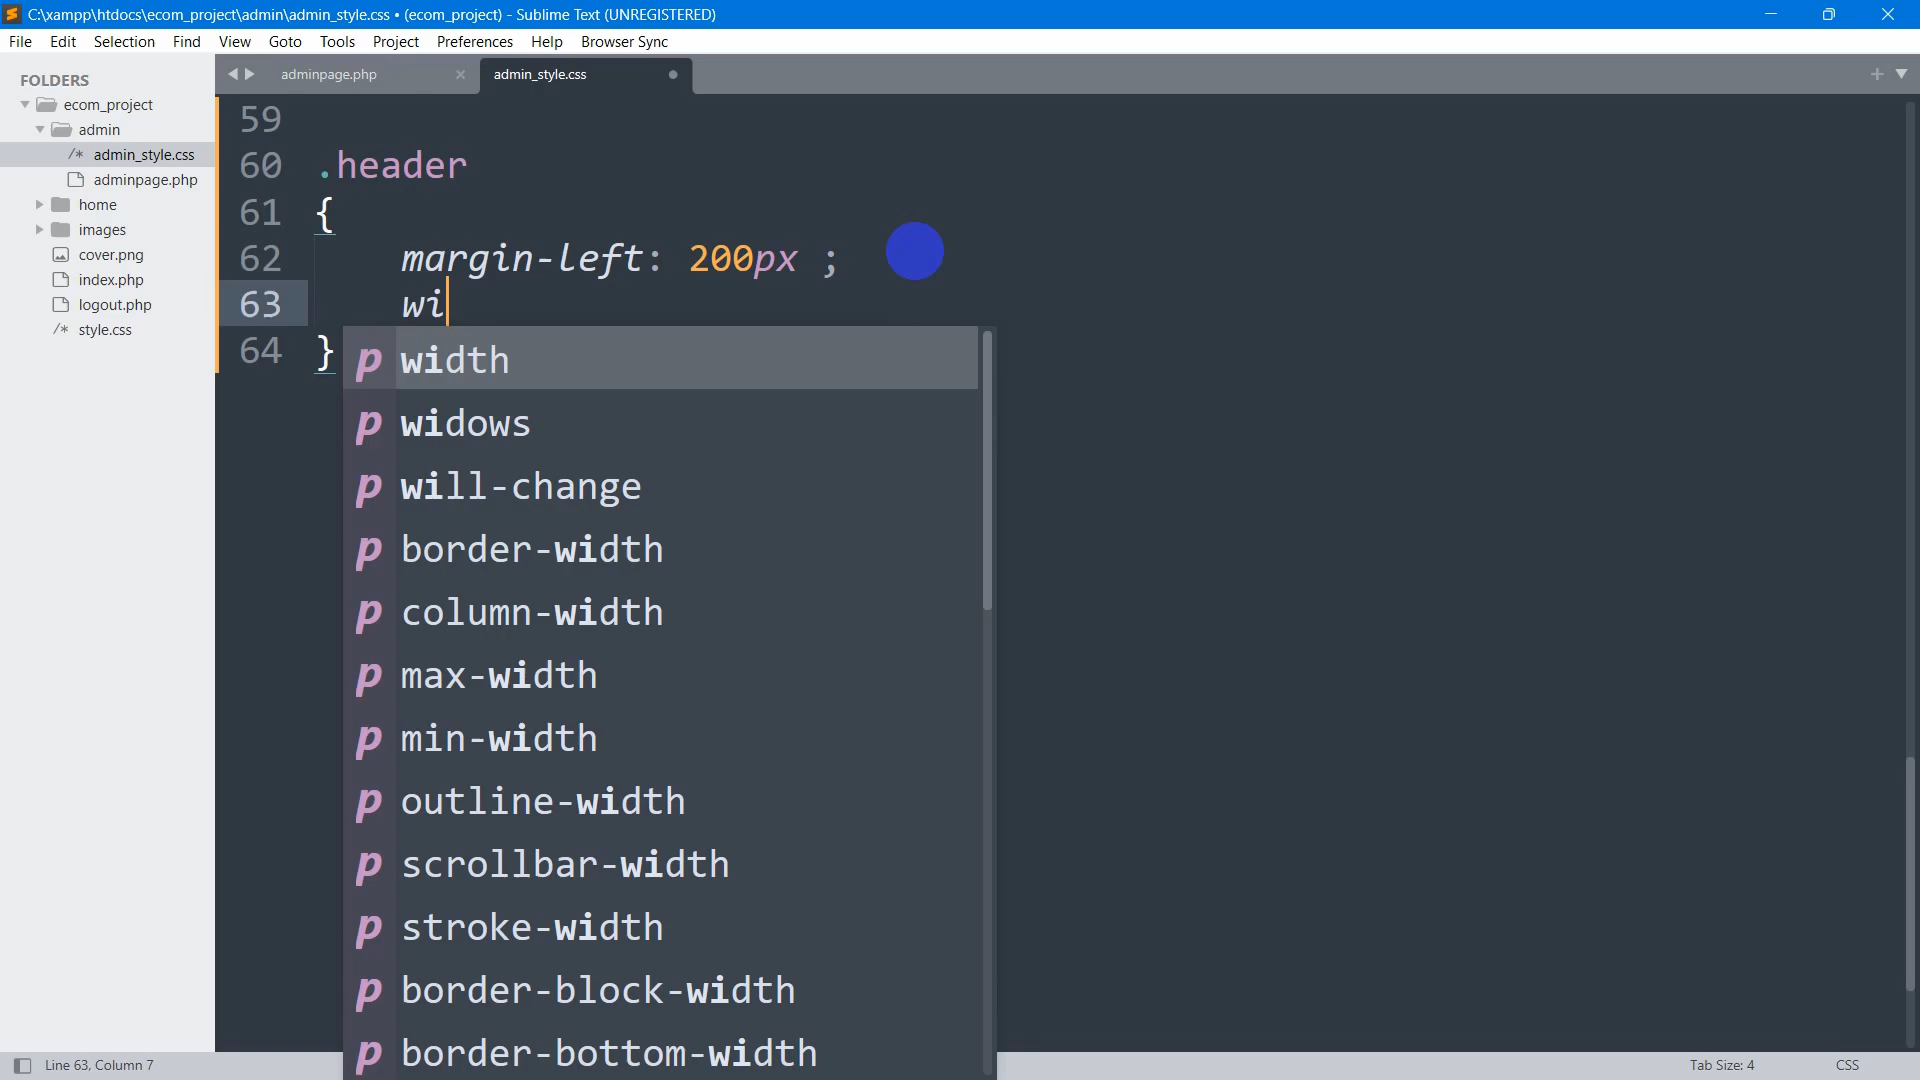 C:\xampp\htdocs\ecom_project\admin\admin_style.css • (ecom_project) - Sublime Text (UNREGISTERED)
File Edit Selection Find View Goto Tools Project Preferences Help Browser Sync
FOLDERS
ecom_project
admin
/* admin_style.css
adminpage.php
home
images
cover.png
index.php
logout.php
/* style.css
adminpage.php
admin_style.css
59
60 .header
61 {
62 margin-left: 200px ;
63 wi
64 }
p width
p widows
p will-change
p border-width
p column-width
p max-width
p min-width
p outline-width
p scrollbar-width
p stroke-width
p border-block-width
p border-bottom-width
Line 63, Column 7
Tab Size: 4
CSS